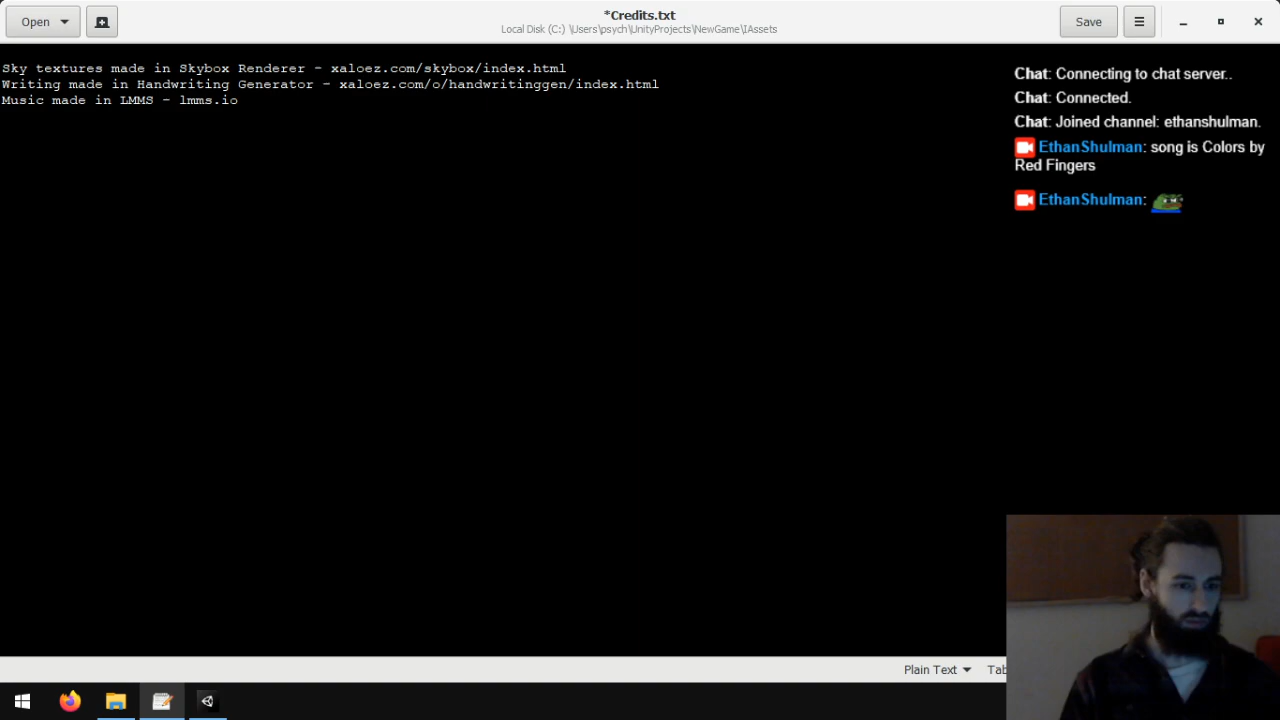 Open
*Credits.txt
Local Disk (C:) \Users\psych\UnityProjects\NewGame\IAssets
Save
Sky textures made in Skybox Renderer - xaloez.com/skybox/index.html
Writing made in Handwriting Generator - xaloez.com/o/handwritinggen/index.html
Music made in LMMS - lmms.io
Chat: Connecting to chat server..
Chat: Connected.
Chat: Joined channel: ethanshulman.
EthanShulman: song is Colors by
Red Fingers
EthanShulman:
Plain Text
Tab